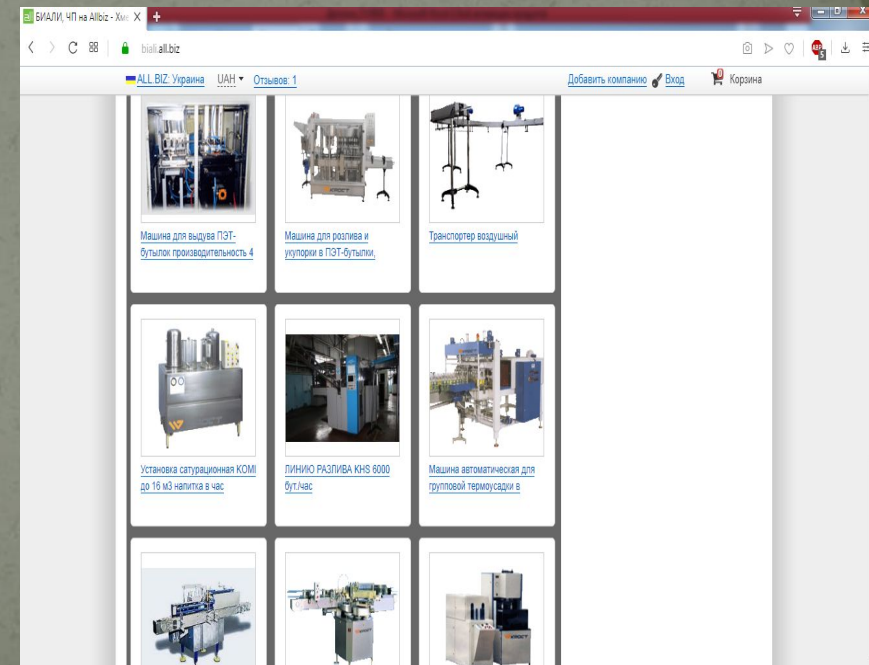 БИАЛИ, ЧП на Allbiz - Хме
biali.all.biz
ALL.BIZ: Украина UAH Отзывов: 1 Добавить компанию Вход Корзина
Машина для выдува ПЭТ-
бутылок производительность 4
Машина для розлива и
укупорки в ПЭТ-бутылки,
Транспортер воздушный
Установка сатурационная KOMI
до 16 м3 напитка в час
ЛИНИЮ РАЗЛИВА KHS 6000
бут./час
Машина автоматическая для
групповой термоусадки в